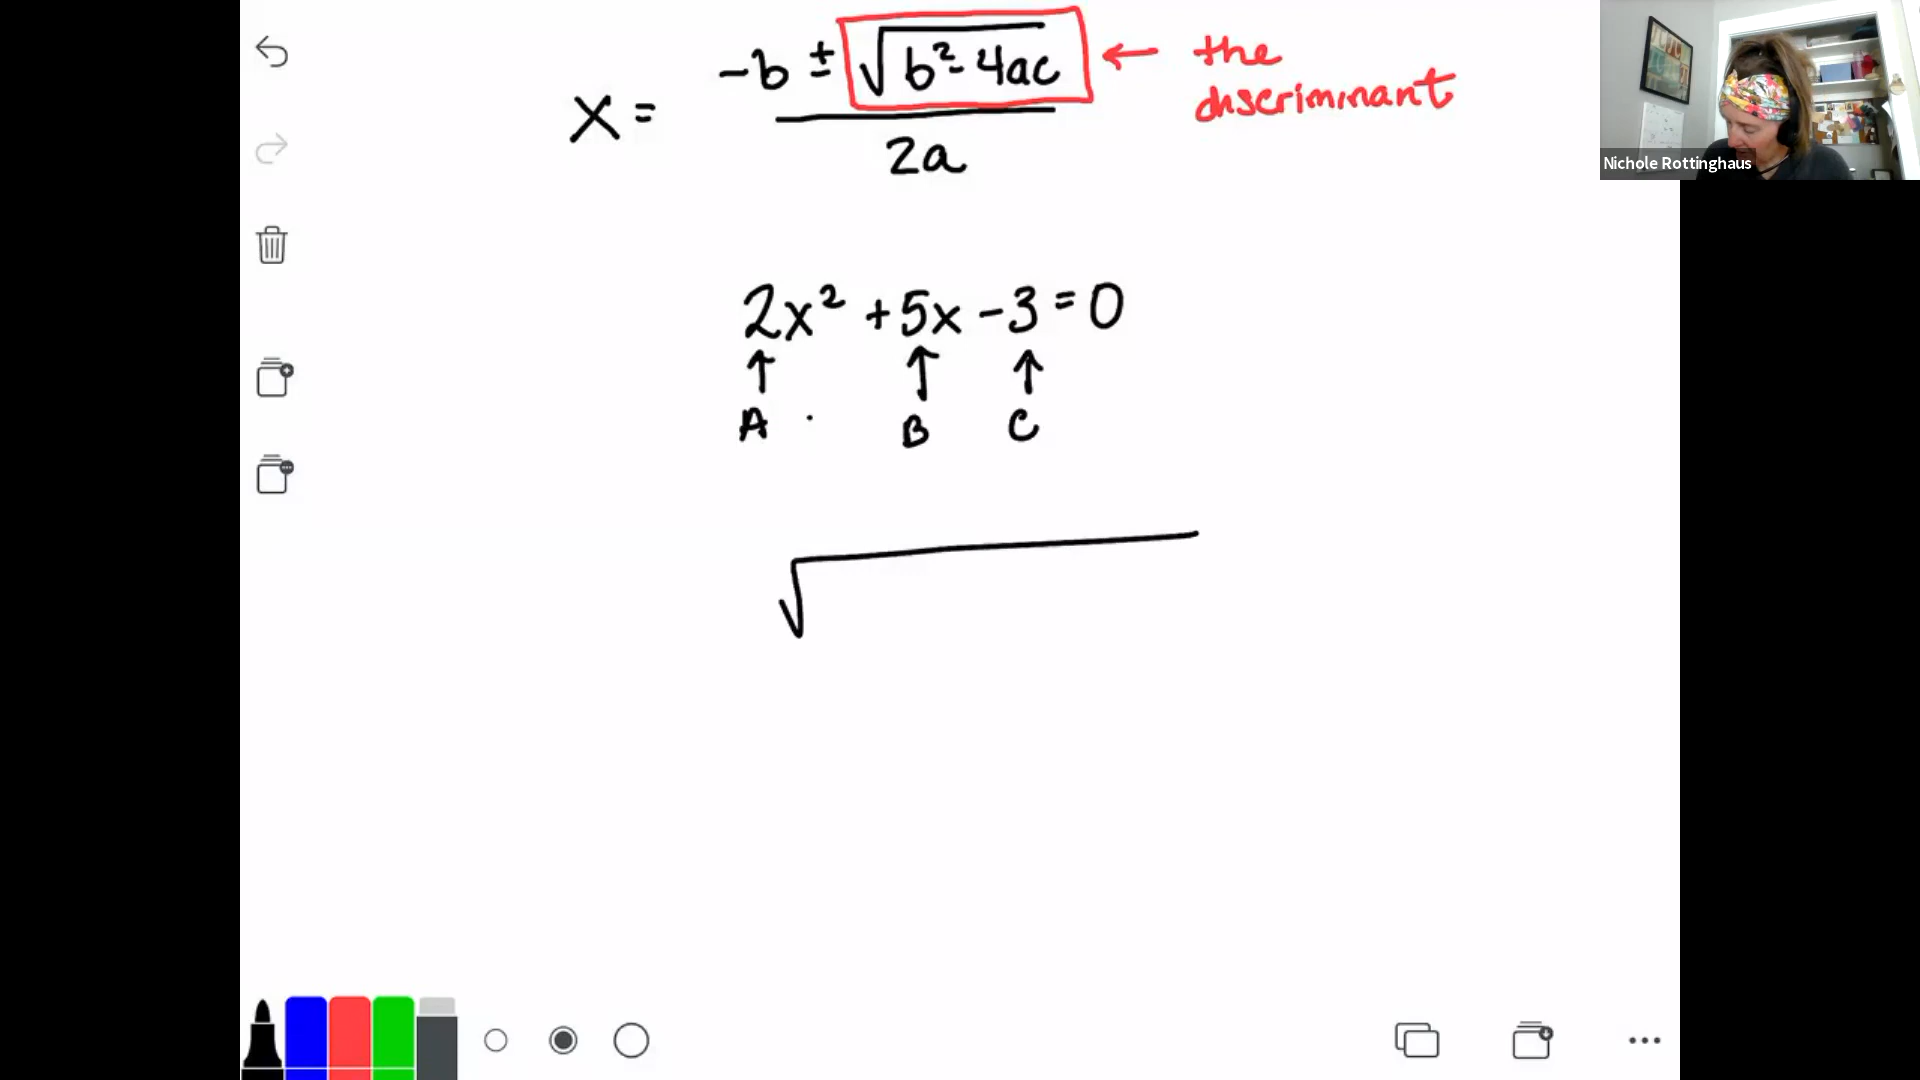 -b ± √b²-4ac ← the
discriminant
x =
2a
Nichole Rottinghaus
2x² +5x -3 = 0
↑ ↑ ↑
A . B C
√